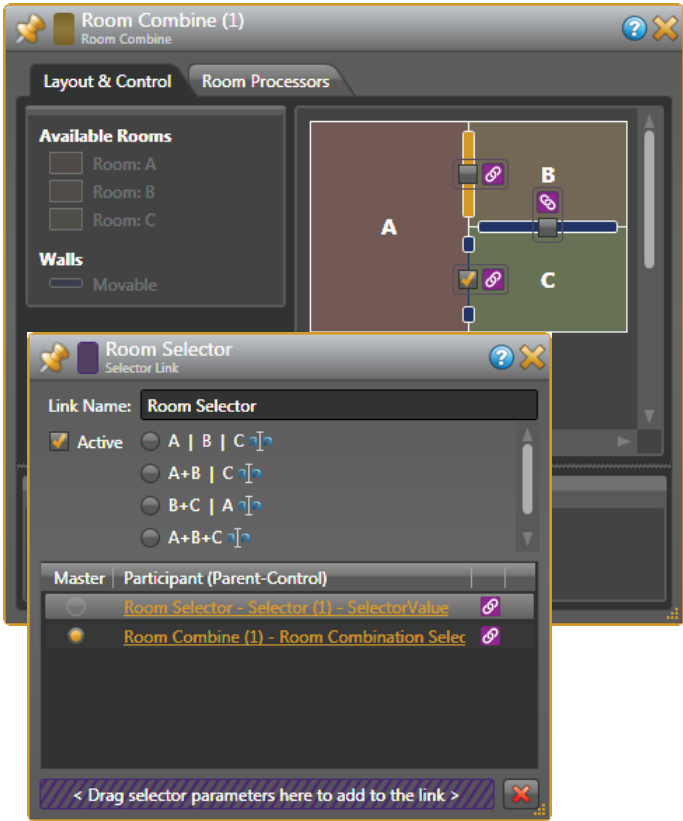 Room Combine (1)
Room Combine
Layout & Control
Room Processors
Available Rooms
Room: A
Room: B
Room: C
Walls
Movable
A
B
C
Room Selector
Selector Link
Link Name: Room Selector
Active
A | B | C
A+B | C
B+C | A
A+B+C
Master Participant (Parent-Control)
Room Selector - Selector (1) - SelectorValue
Room Combine (1) - Room Combination Selec
< Drag selector parameters here to add to the link >